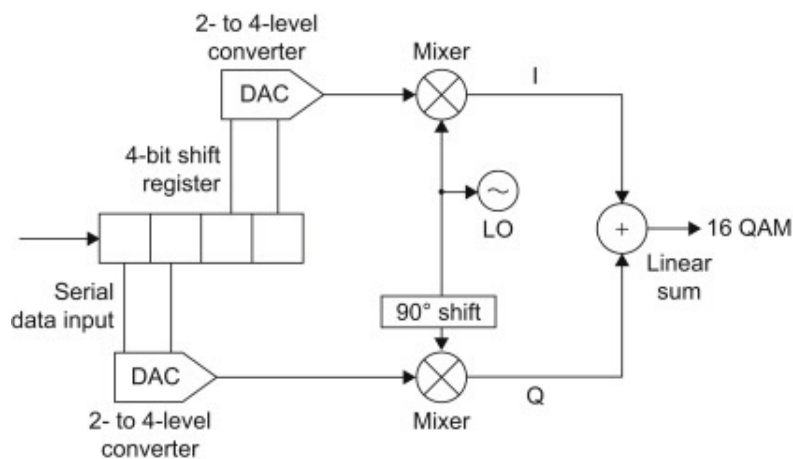 2- to 4-level
converter
Mixer
I
DAC
4-bit shift
register
LO
+
16 QAM
Linear
sum
Serial
data input
90° shift
DAC
Q
2- to 4-level
converter
Mixer